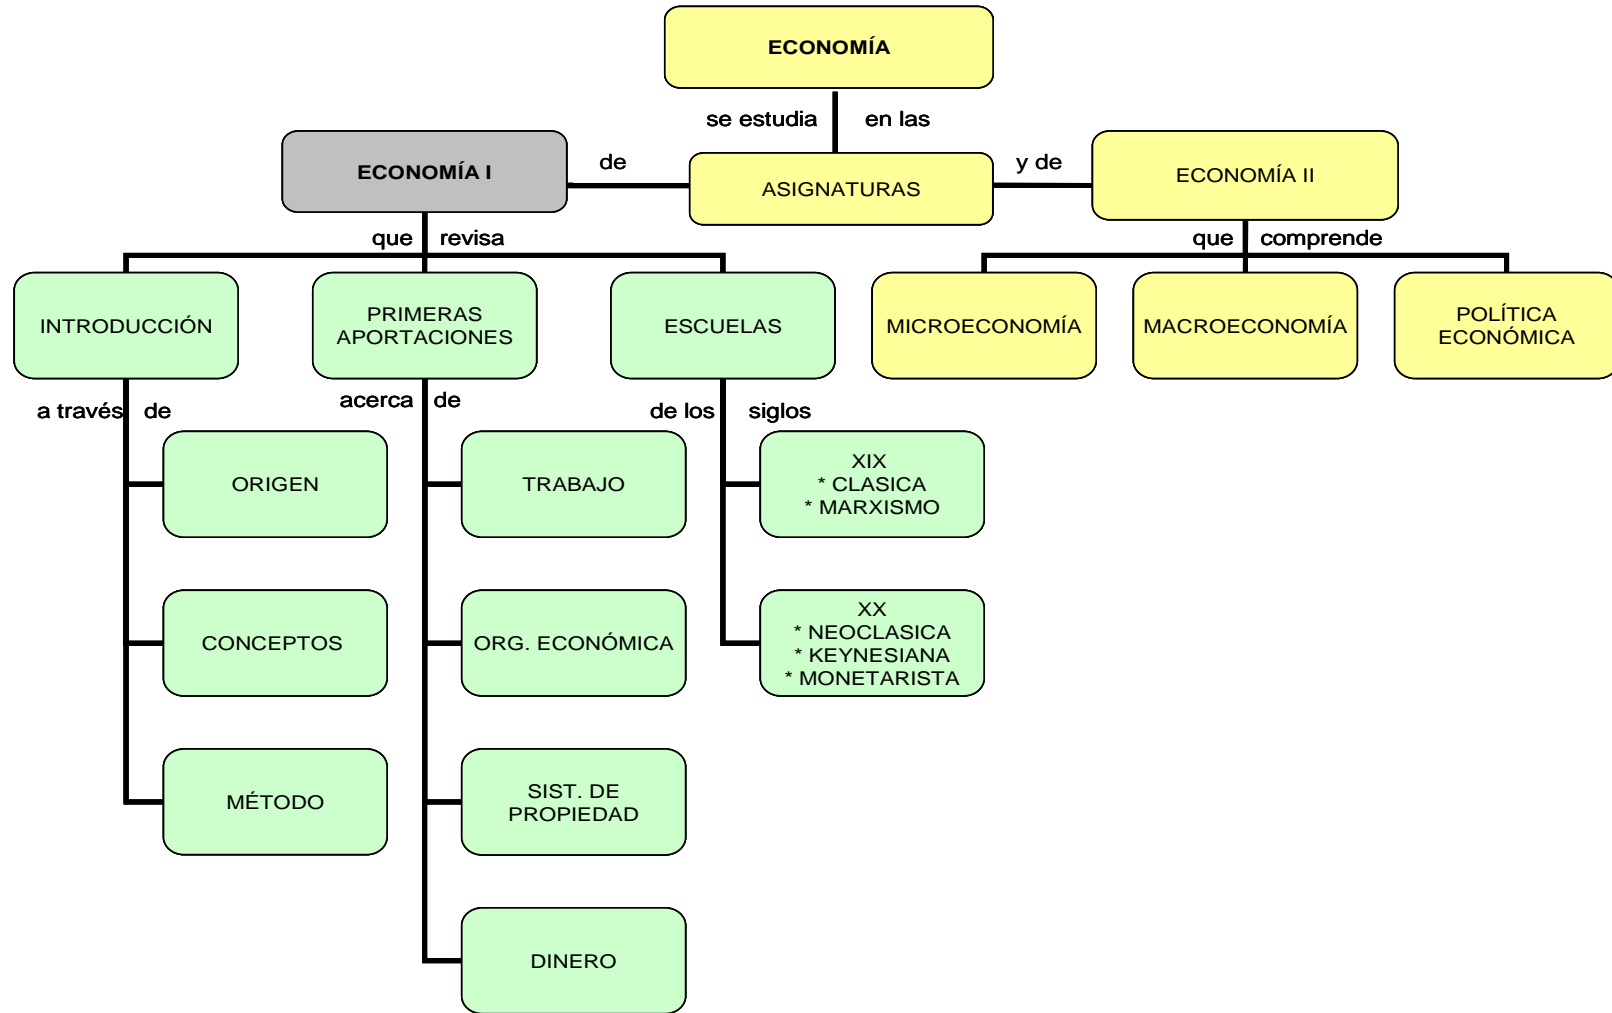 ECONOMÍA
se estudia en las
ECONOMÍA I
de
ASIGNATURAS
y de
ECONOMÍA II
que revisa
que comprende
INTRODUCCIÓN
PRIMERAS
APORTACIONES
ESCUELAS
MICROECONOMÍA
MACROECONOMÍA
POLÍTICA
ECONÓMICA
a través de
acerca de
de los siglos
ORIGEN
TRABAJO
XIX
* CLASICA
* MARXISMO
CONCEPTOS
ORG. ECONÓMICA
XX
* NEOCLASICA
* KEYNESIANA
* MONETARISTA
MÉTODO
SIST. DE
PROPIEDAD
DINERO